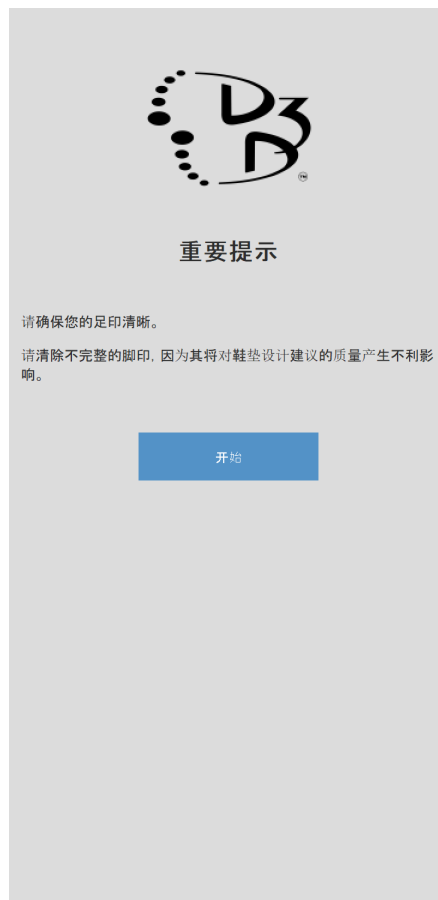 D3D
TM
重要提示
请确保您的足印清晰。
请清除不完整的脚印, 因为其将对鞋垫设计建议的质量产生不利影
响。
开始